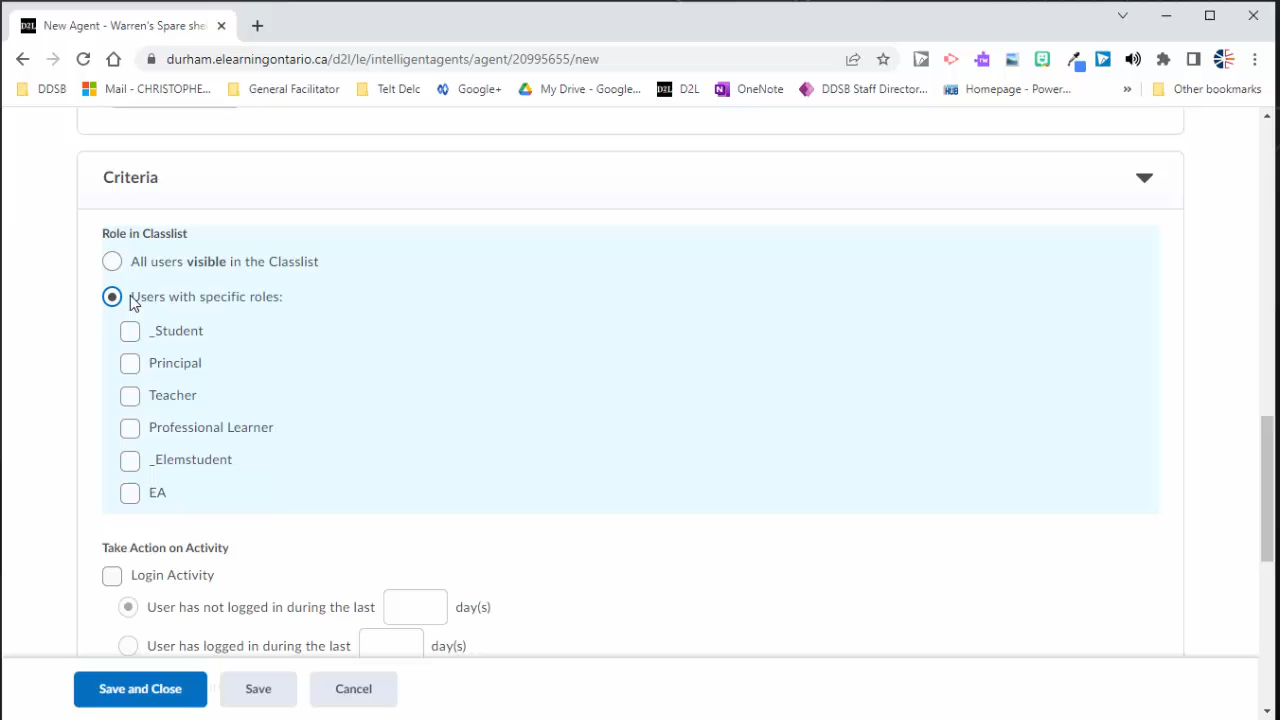 D2L New Agent - Warren's Spare she
durham.elearningontario.ca/d2l/le/intelligentagents/agent/20995655/new
DDSB Mail - CHRISTOPHE... General Facilitator Telt Delc Google+ My Drive - Google... D2L D2L OneNote DDSB Staff Director... HUB Homepage - Power... » Other bookmarks
Criteria
Role in Classlist
All users visible in the Classlist
Users with specific roles:
_Student
Principal
Teacher
Professional Learner
_Elemstudent
EA
Take Action on Activity
Login Activity
User has not logged in during the last day(s)
User has logged in during the last day(s)
Save and Close Save Cancel